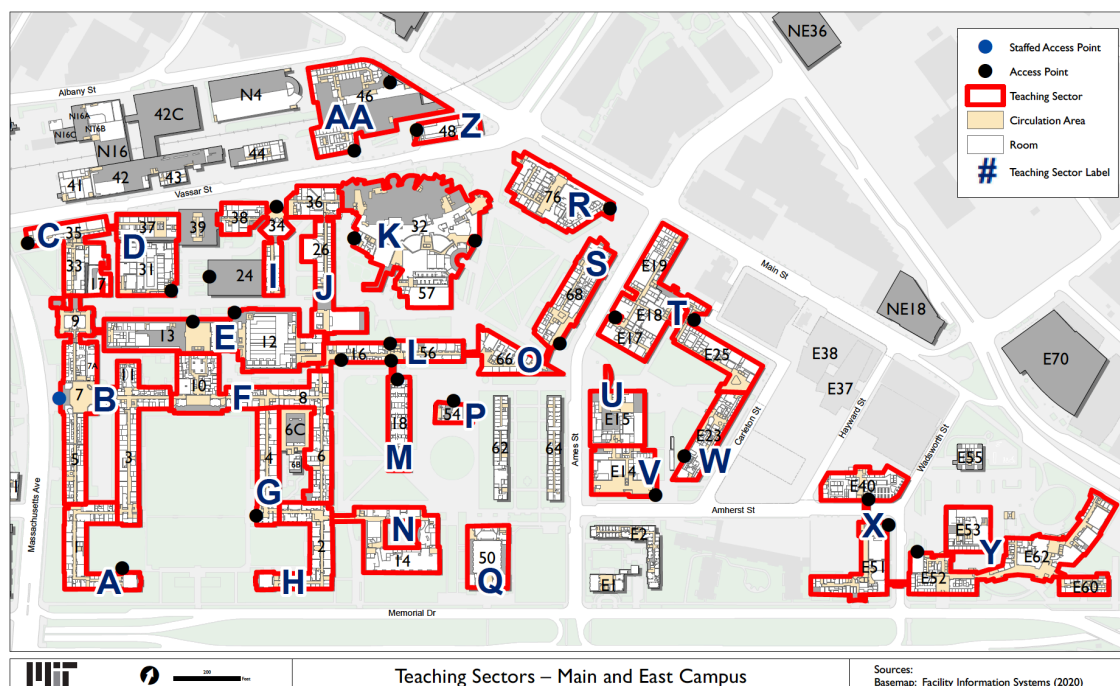 NE36
Staffed Access Point
Access Point
Teaching Sector
Circulation Area
Room
# Teaching Sector Label
Albany St
N4
46
AA
48
Z
N16A
N16B
N16C
42C
N16
44
41
42
43
Vassar St
76
R
36
38
34
39
37
35
C
D
K
32
33
31
17
26
24
I
J
57
S
68
E19
E18
T
E17
Main St
NE18
9
13
E
12
E25
E38
E70
16
L
56
66
O
E37
7A
11
10
7
B
F
8
U
E15
54
P
18
M
62
64
Ames St
Carleton St
Hayward St
Wadsworth St
6C
6B
5
3
4
6
G
E23
W
E14
V
E55
E40
Amherst St
Massachusetts Ave
1
2
A
H
N
14
50
Q
E2
E1
X
E53
Y
E62
E51
E52
E60
Memorial Dr
MIT
200
Feet
Teaching Sectors – Main and East Campus
Sources:
Basemap: Facility Information Systems (2020)